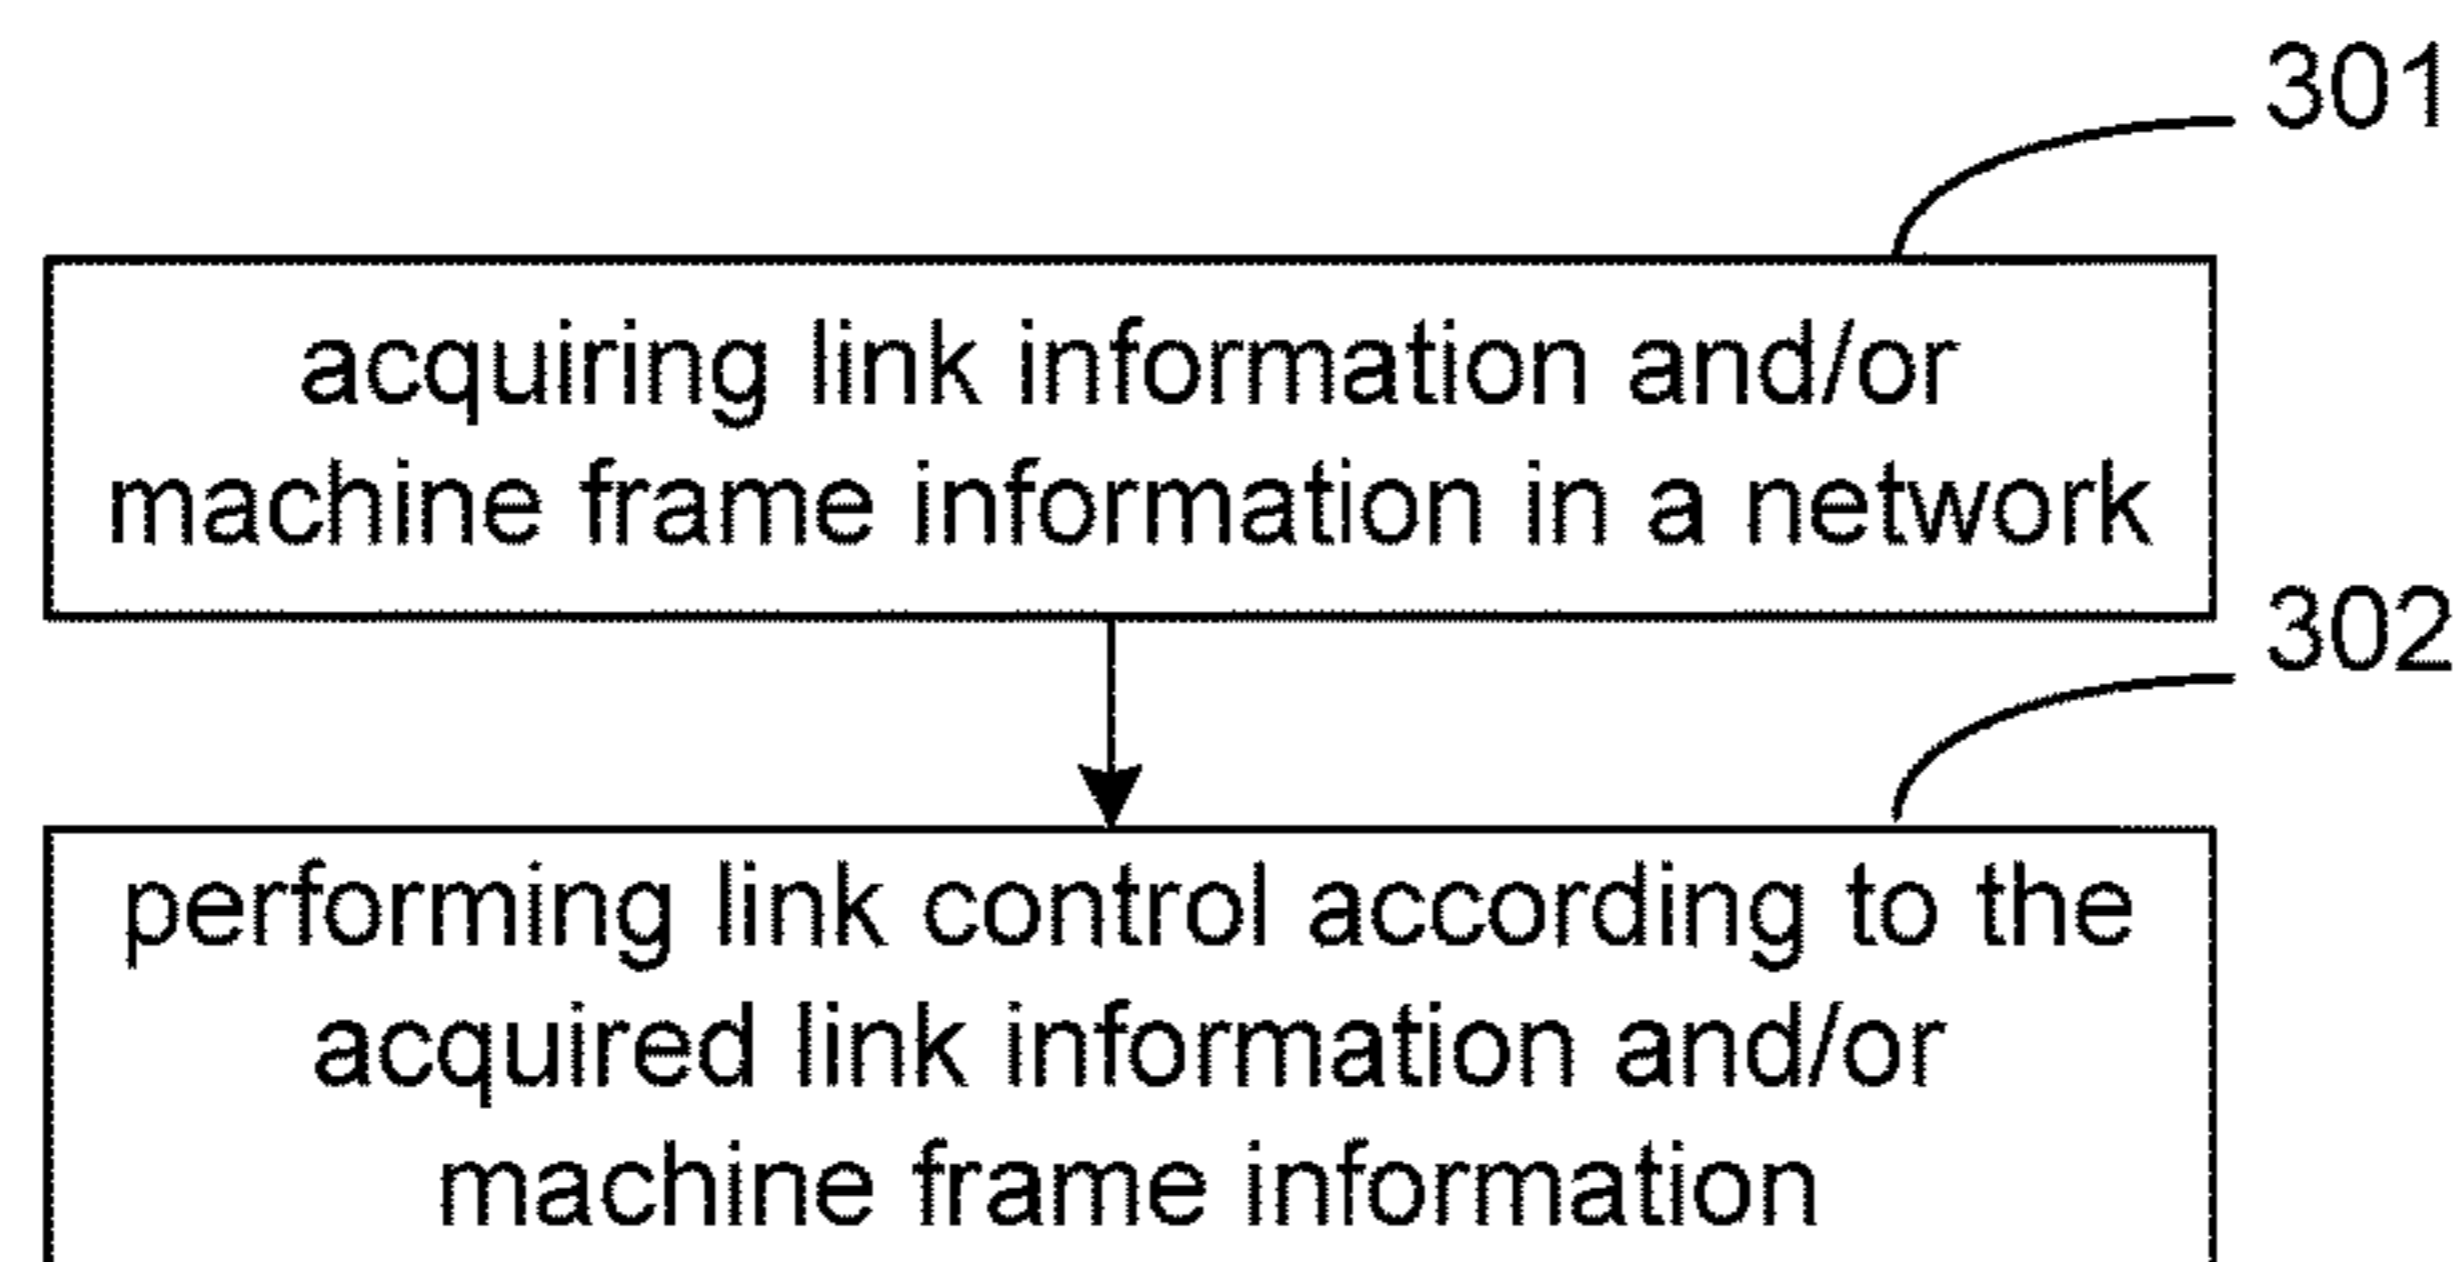 301
acquiring link information and/or
machine frame information in a network
302
performing link control according to the
acquired link information and/or
machine frame information